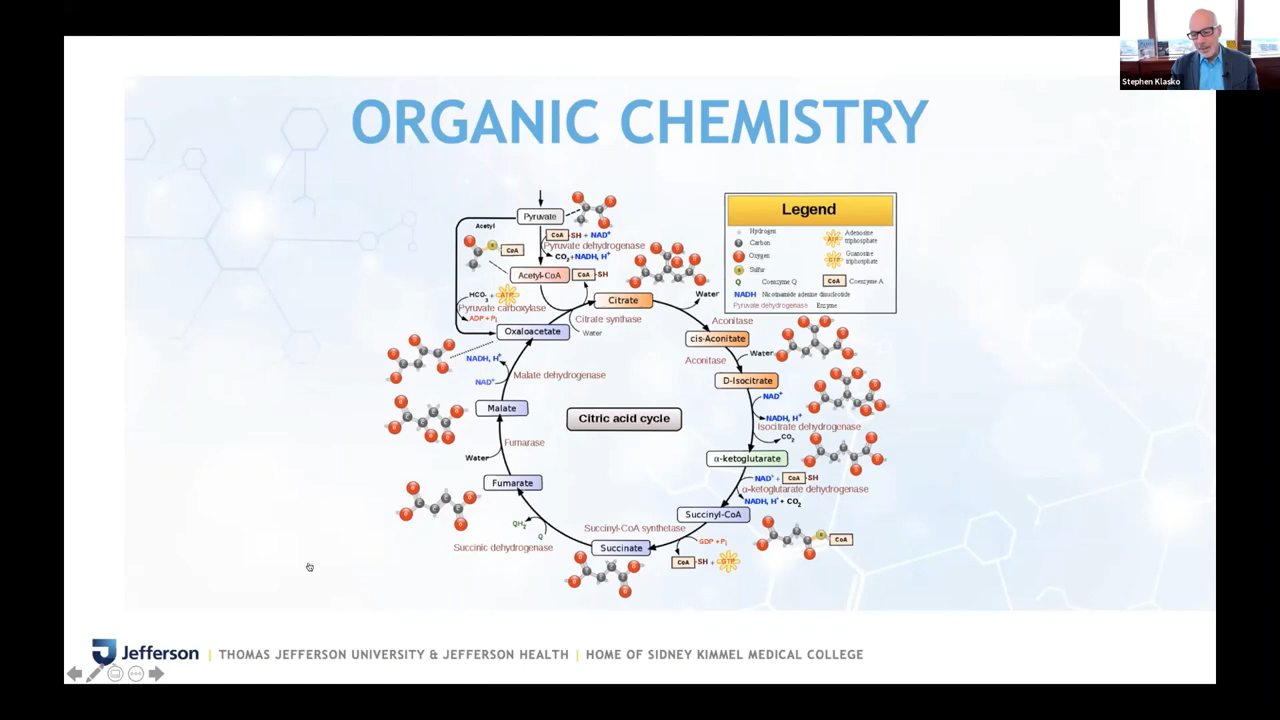 Stephen Klasko
ORGANIC CHEMISTRY
Legend
Hydrogen
Carbon
Oxygen
Sulfur
Q Coenzyme Q
ATP Adenosine triphosphate
GTP Guanosine triphosphate
CoA Coenzyme A
NADH Nicotinamide adenine dinucleotide
Pyruvate dehydrogenase Enzyme
Pyruvate
Acetyl
CoA
CoA-SH + NAD⁺
Pyruvate dehydrogenase
CO₂+NADH, H⁺
Acetyl-CoA
CoA-SH
HCO₃⁻ + ATP
Pyruvate carboxylase
ADP + Pᵢ
Citrate
Citrate synthase
Water
Oxaloacetate
Water
Aconitase
cis-Aconitate
Aconitase
Water
D-Isocitrate
NAD⁺
NADH, H⁺
Isocitrate dehydrogenase
CO₂
α-ketoglutarate
NAD⁺ + CoA-SH
α-ketoglutarate dehydrogenase
NADH, H⁺ + CO₂
Succinyl-CoA
CoA
Succinyl-CoA synthetase
GDP + Pᵢ
CoA-SH + GTP
Succinate
QH₂
Q
Succinic dehydrogenase
Fumarate
Water
Fumarase
Malate
NAD⁺
Malate dehydrogenase
NADH, H⁺
Citric acid cycle
Jefferson | THOMAS JEFFERSON UNIVERSITY & JEFFERSON HEALTH | HOME OF SIDNEY KIMMEL MEDICAL COLLEGE